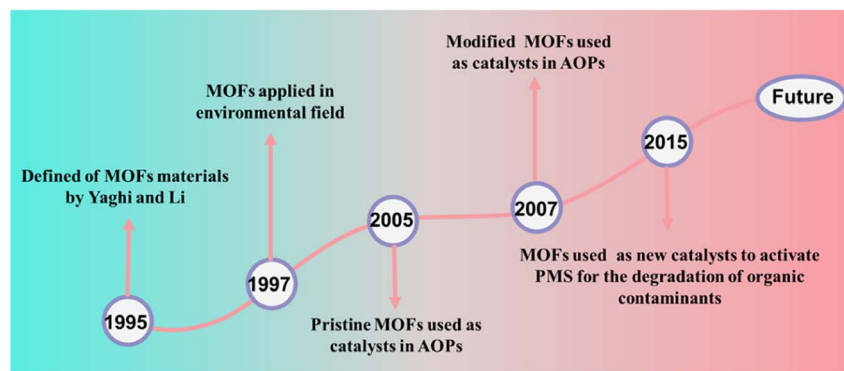 Modified MOFs used
as catalysts in AOPs
MOFs applied in
environmental field
Future
2015
Defined of MOFs materials
by Yaghi and Li
2005
2007
MOFs used as new catalysts to activate
PMS for the degradation of organic
contaminants
1997
1995
Pristine MOFs used as
catalysts in AOPs